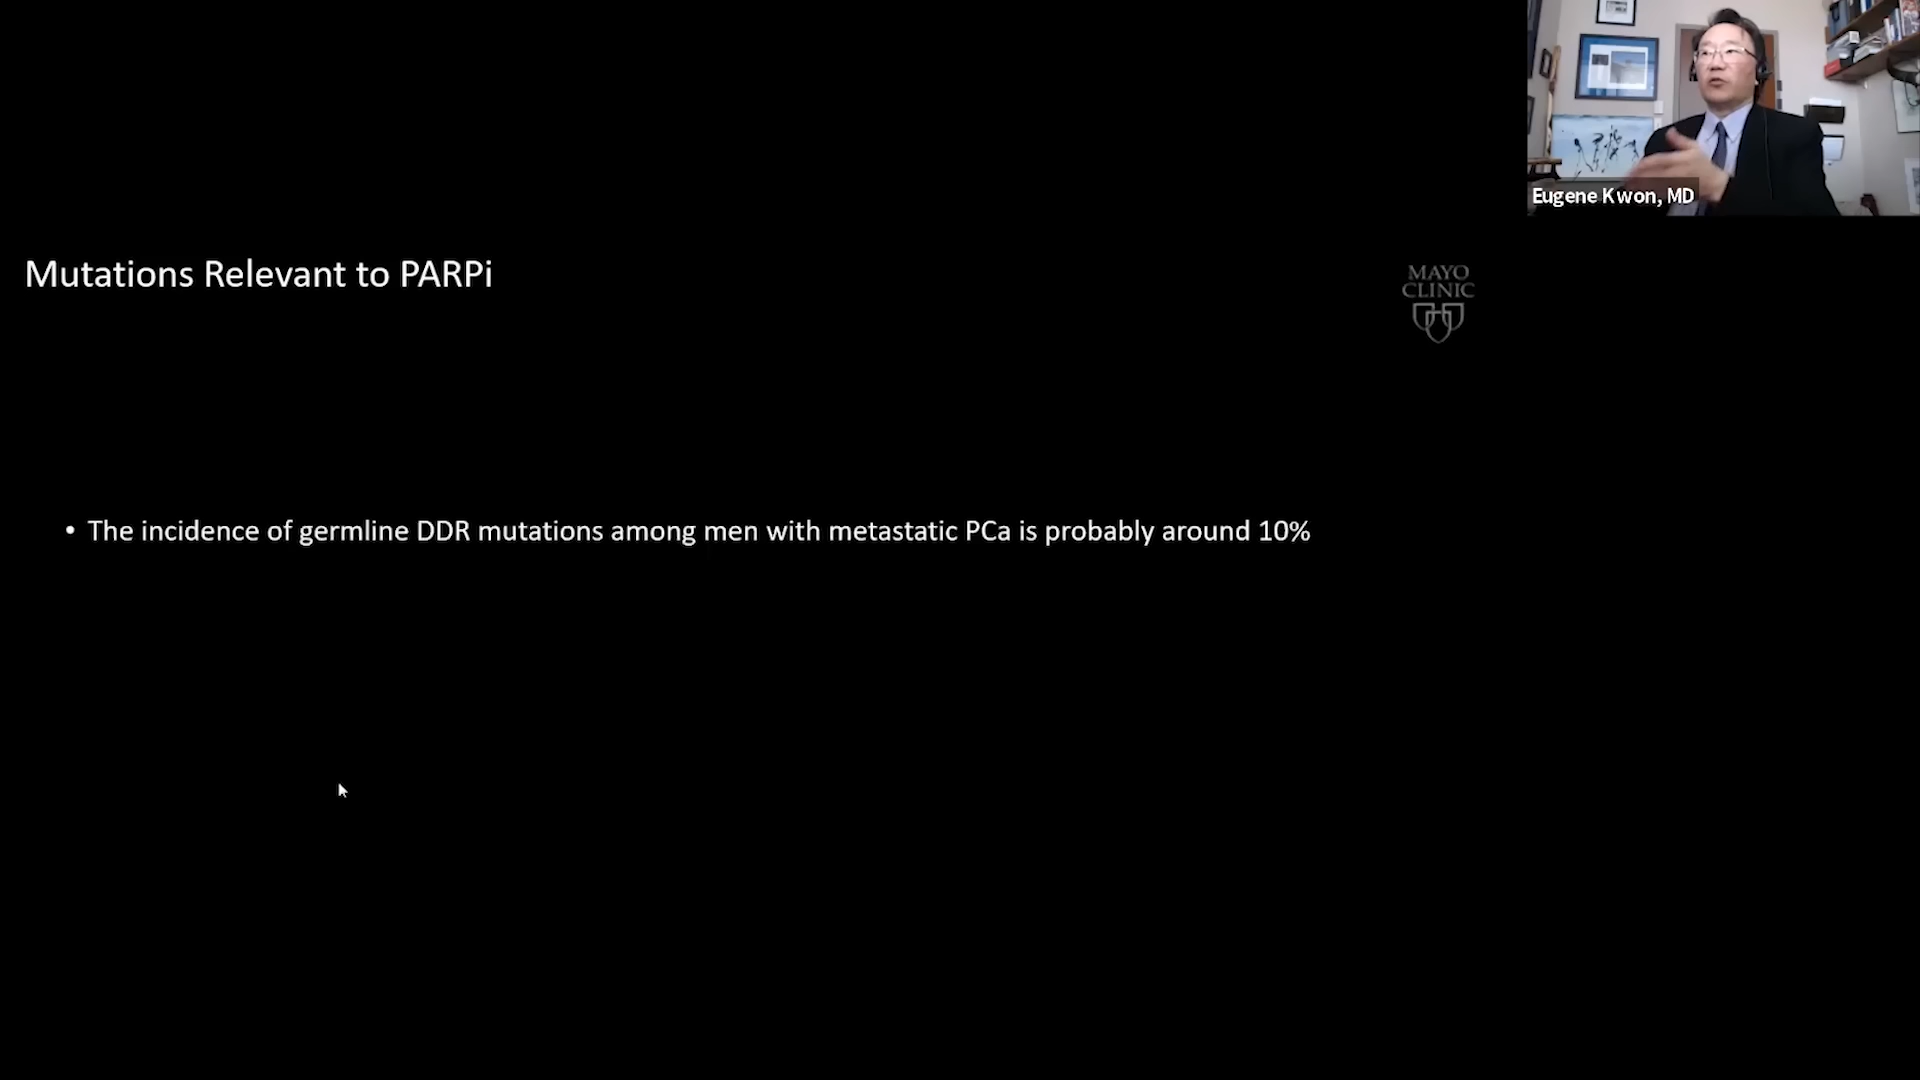 Eugene Kwon, MD
Mutations Relevant to PARPi
MAYO
CLINIC
• The incidence of germline DDR mutations among men with metastatic PCa is probably around 10%